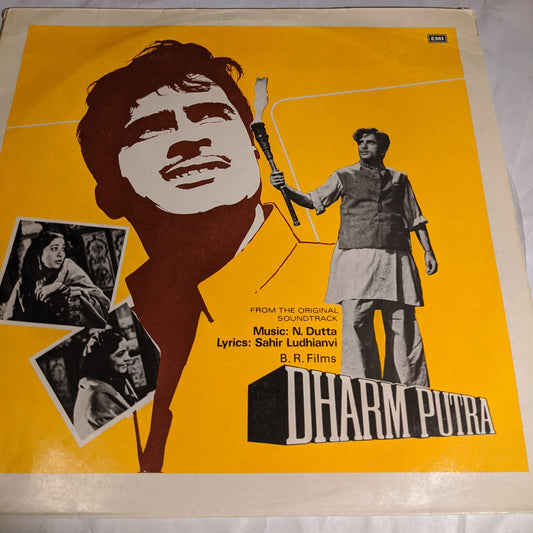 EMI
FROM THE ORIGINAL
SOUNDTRACK
Music: N. Dutta
Lyrics: Sahir Ludhianvi
B. R. Films
DHARM PUTRA